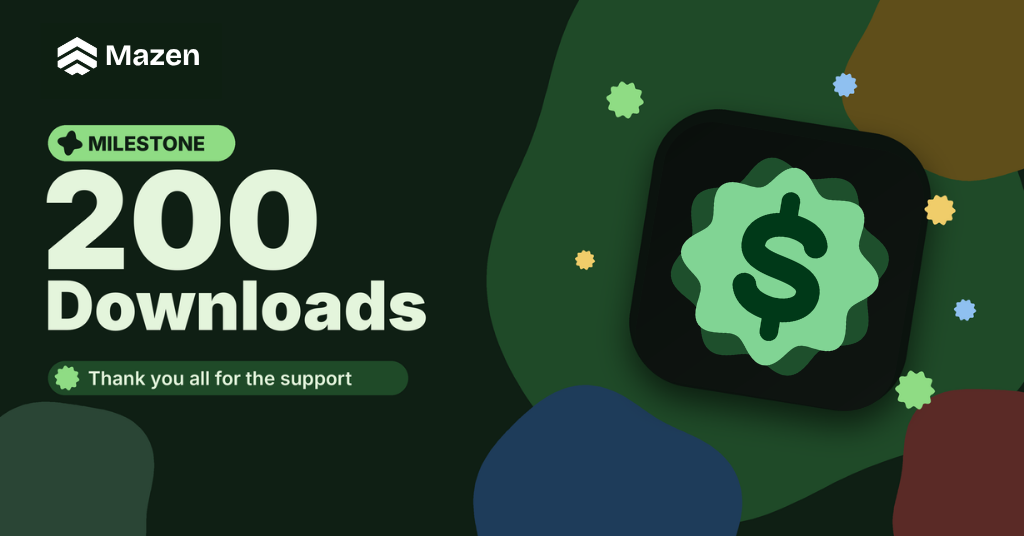 Mazen
MILESTONE
200
Downloads
Thank you all for the support
$